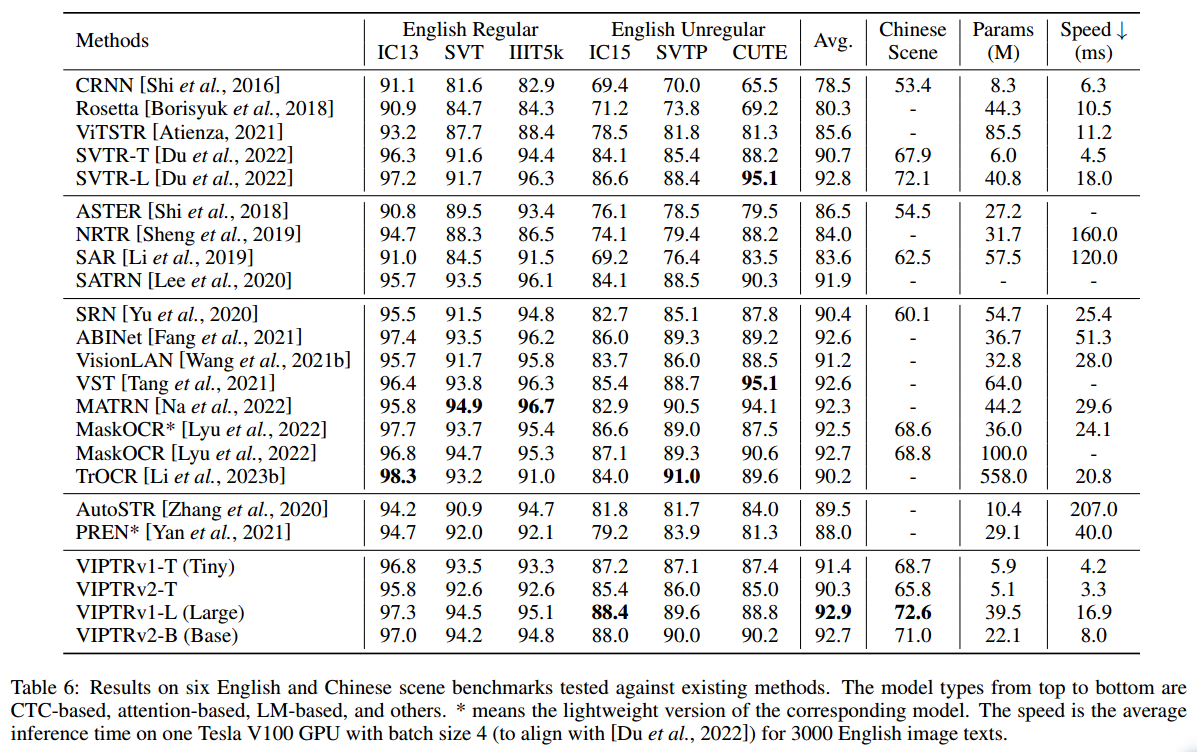 Methods English Regular English Unregular Avg. Chinese Scene Params (M) Speed ↓ (ms)
IC13 SVT IIIT5k IC15 SVTP CUTE
CRNN [Shi et al., 2016] 91.1 81.6 82.9 69.4 70.0 65.5 78.5 53.4 8.3 6.3
Rosetta [Borisyuk et al., 2018] 90.9 84.7 84.3 71.2 73.8 69.2 80.3 - 44.3 10.5
ViTSTR [Atienza, 2021] 93.2 87.7 88.4 78.5 81.8 81.3 85.6 - 85.5 11.2
SVTR-T [Du et al., 2022] 96.3 91.6 94.4 84.1 85.4 88.2 90.7 67.9 6.0 4.5
SVTR-L [Du et al., 2022] 97.2 91.7 96.3 86.6 88.4 95.1 92.8 72.1 40.8 18.0
ASTER [Shi et al., 2018] 90.8 89.5 93.4 76.1 78.5 79.5 86.5 54.5 27.2 -
NRTR [Sheng et al., 2019] 94.7 88.3 86.5 74.1 79.4 88.2 84.0 - 31.7 160.0
SAR [Li et al., 2019] 91.0 84.5 91.5 69.2 76.4 83.5 83.6 62.5 57.5 120.0
SATRN [Lee et al., 2020] 95.7 93.5 96.1 84.1 88.5 90.3 91.9 - - -
SRN [Yu et al., 2020] 95.5 91.5 94.8 82.7 85.1 87.8 90.4 60.1 54.7 25.4
ABINet [Fang et al., 2021] 97.4 93.5 96.2 86.0 89.3 89.2 92.6 - 36.7 51.3
VisionLAN [Wang et al., 2021b] 95.7 91.7 95.8 83.7 86.0 88.5 91.2 - 32.8 28.0
VST [Tang et al., 2021] 96.4 93.8 96.3 85.4 88.7 95.1 92.6 - 64.0 -
MATRN [Na et al., 2022] 95.8 94.9 96.7 82.9 90.5 94.1 92.3 - 44.2 29.6
MaskOCR* [Lyu et al., 2022] 97.7 93.7 95.4 86.6 89.0 87.5 92.5 68.6 36.0 24.1
MaskOCR [Lyu et al., 2022] 96.8 94.7 95.3 87.1 89.3 90.6 92.7 68.8 100.0 -
TrOCR [Li et al., 2023b] 98.3 93.2 91.0 84.0 91.0 89.6 90.2 - 558.0 20.8
AutoSTR [Zhang et al., 2020] 94.2 90.9 94.7 81.8 81.7 84.0 89.5 - 10.4 207.0
PREN* [Yan et al., 2021] 94.7 92.0 92.1 79.2 83.9 81.3 88.0 - 29.1 40.0
VIPTRv1-T (Tiny) 96.8 93.5 93.3 87.2 87.1 87.4 91.4 68.7 5.9 4.2
VIPTRv2-T 95.8 92.6 92.6 85.4 86.0 85.0 90.3 65.8 5.1 3.3
VIPTRv1-L (Large) 97.3 94.5 95.1 88.4 89.6 88.8 92.9 72.6 39.5 16.9
VIPTRv2-B (Base) 97.0 94.2 94.8 88.0 90.0 90.2 92.7 71.0 22.1 8.0
Table 6: Results on six English and Chinese scene benchmarks tested against existing methods. The model types from top to bottom are
CTC-based, attention-based, LM-based, and others. * means the lightweight version of the corresponding model. The speed is the average
inference time on one Tesla V100 GPU with batch size 4 (to align with [Du et al., 2022]) for 3000 English image texts.